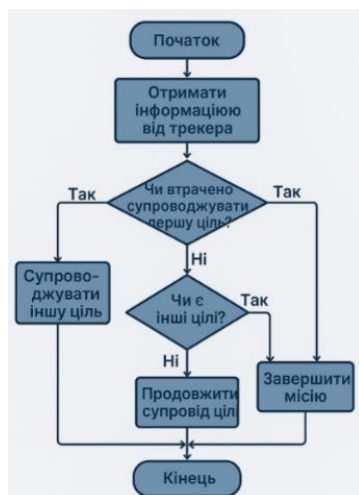 Початок
Отримати
інформаціюю
від трекера
Чи втрачено
супроводжувати
першу ціль?
Так
Так
Ні
Супрово-
джувати
іншу ціль
Чи є
інші цілі?
Так
Ні
Продовжити
супровід цілі
Завершити
місію
Кінець